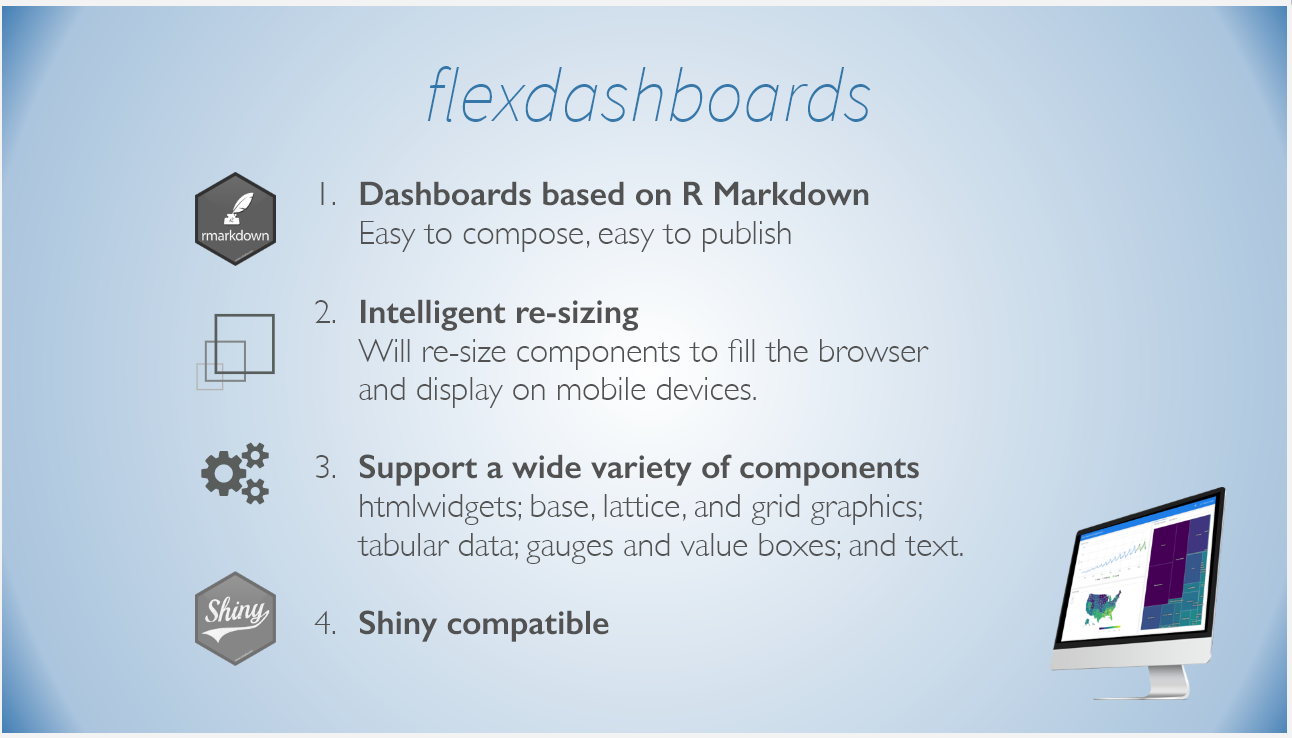 flexdashboards
1. Dashboards based on R Markdown
Easy to compose, easy to publish
rmarkdown
2. Intelligent re-sizing
Will re-size components to fill the browser
and display on mobile devices.
3. Support a wide variety of components
htmlwidgets; base, lattice, and grid graphics;
tabular data; gauges and value boxes; and text.
Shiny
4. Shiny compatible